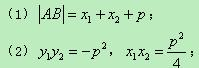 （1）|AB| = x₁ + x₂ + p；
（2）y₁y₂ = −p²，x₁x₂ = p²/4；